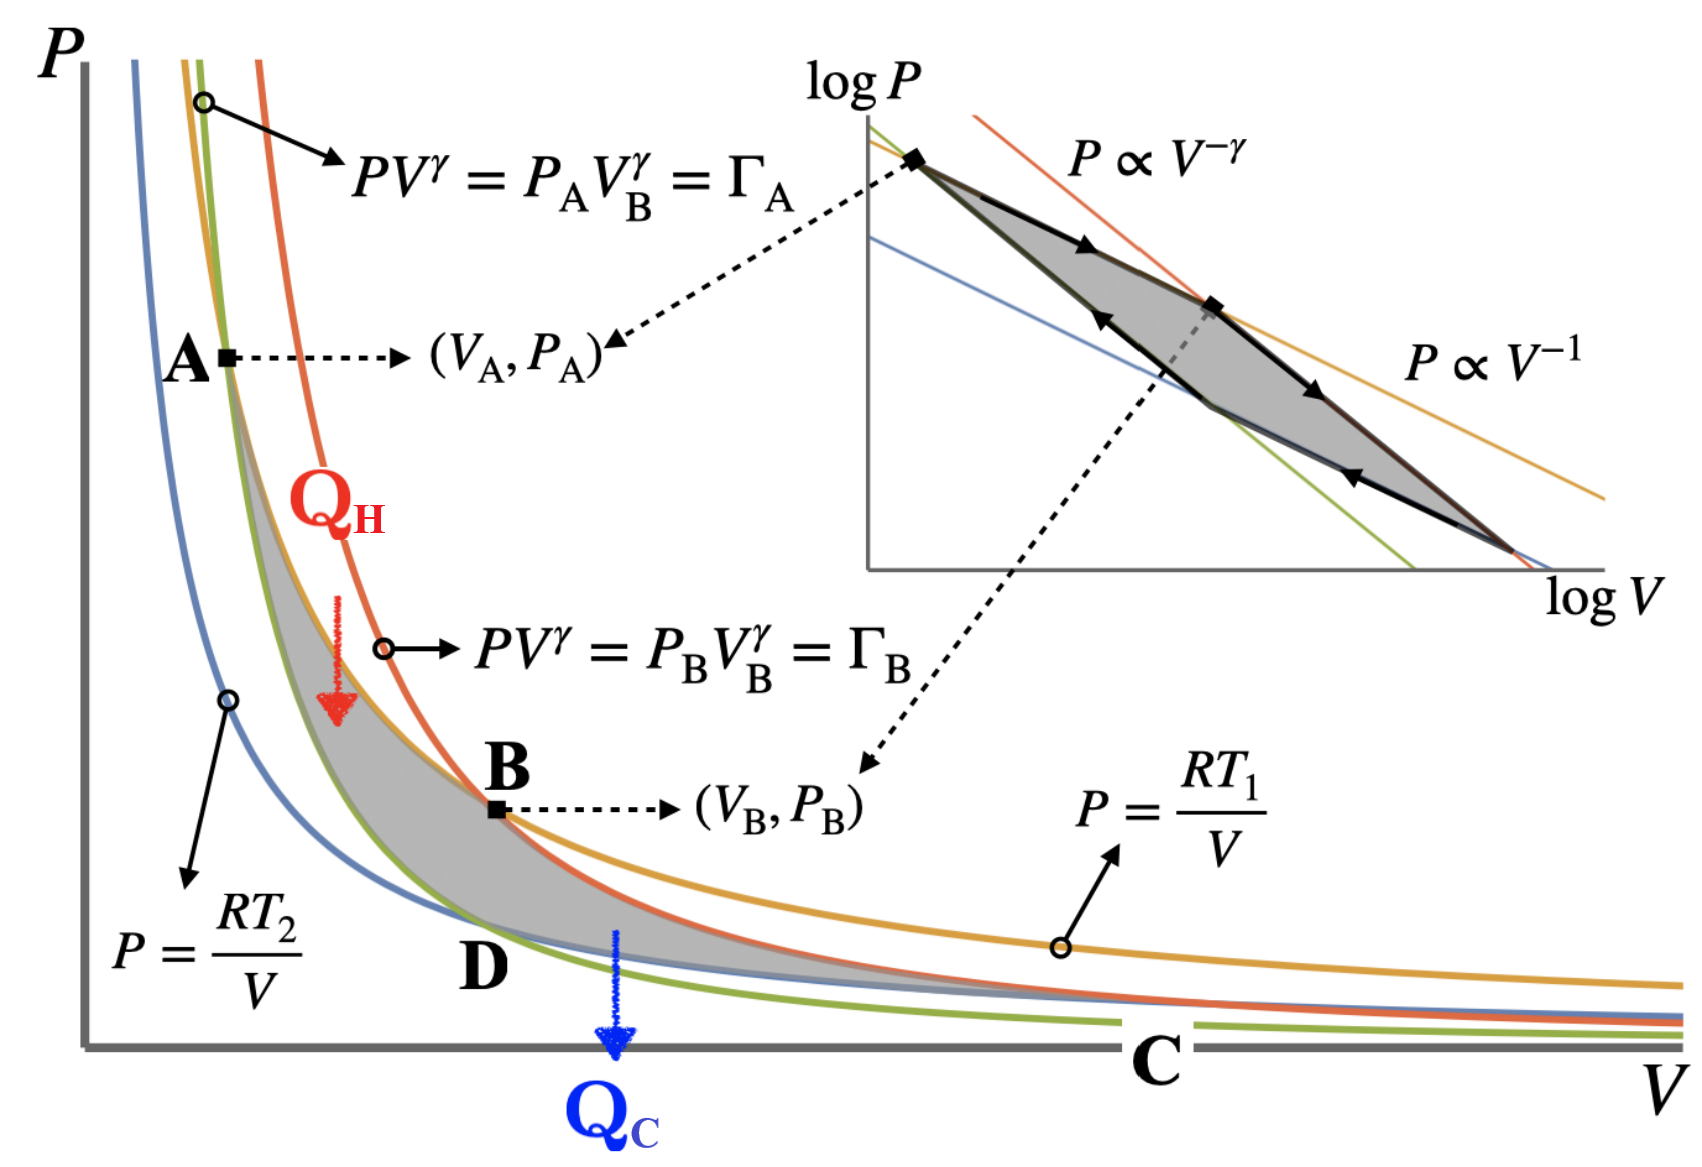 P
log P
P ∝ V^{-γ}
PV^γ = P_A V_B^γ = Γ_A
A
(V_A, P_A)
P ∝ V^{-1}
Q_H
log V
PV^γ = P_B V_B^γ = Γ_B
B
(V_B, P_B)
P = RT_1/V
P = RT_2/V
D
C
V
Q_C